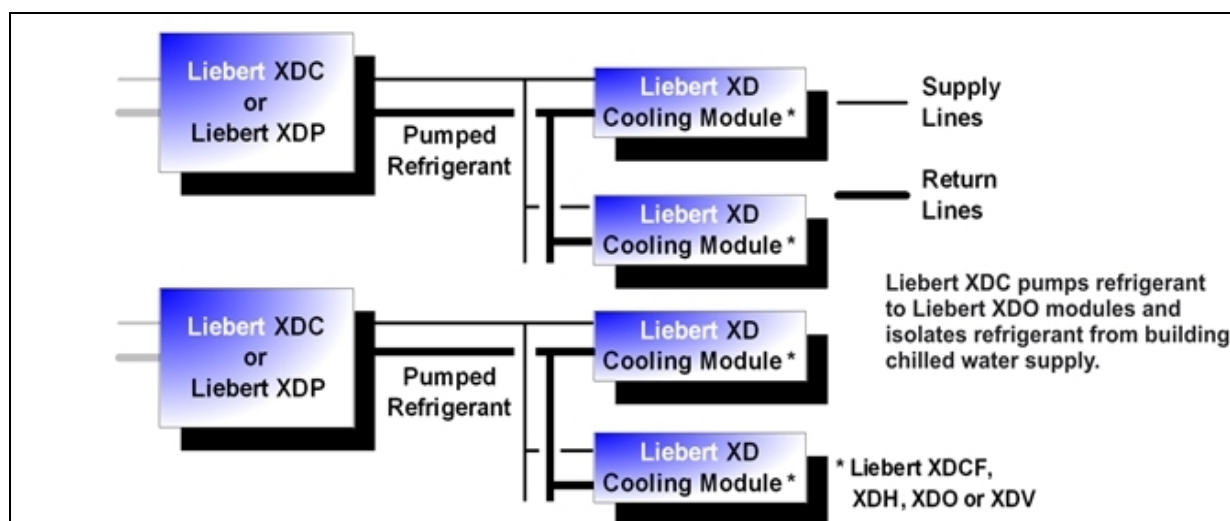 Liebert XDC
or
Liebert XDP
Pumped
Refrigerant
Liebert XD
Cooling Module *
Liebert XD
Cooling Module *
Supply
Lines
Return
Lines
Liebert XDC pumps refrigerant
to Liebert XDO modules and
isolates refrigerant from building
chilled water supply.
Liebert XDC
or
Liebert XDP
Pumped
Refrigerant
Liebert XD
Cooling Module *
Liebert XD
Cooling Module *
* Liebert XDCF,
XDH, XDO or XDV